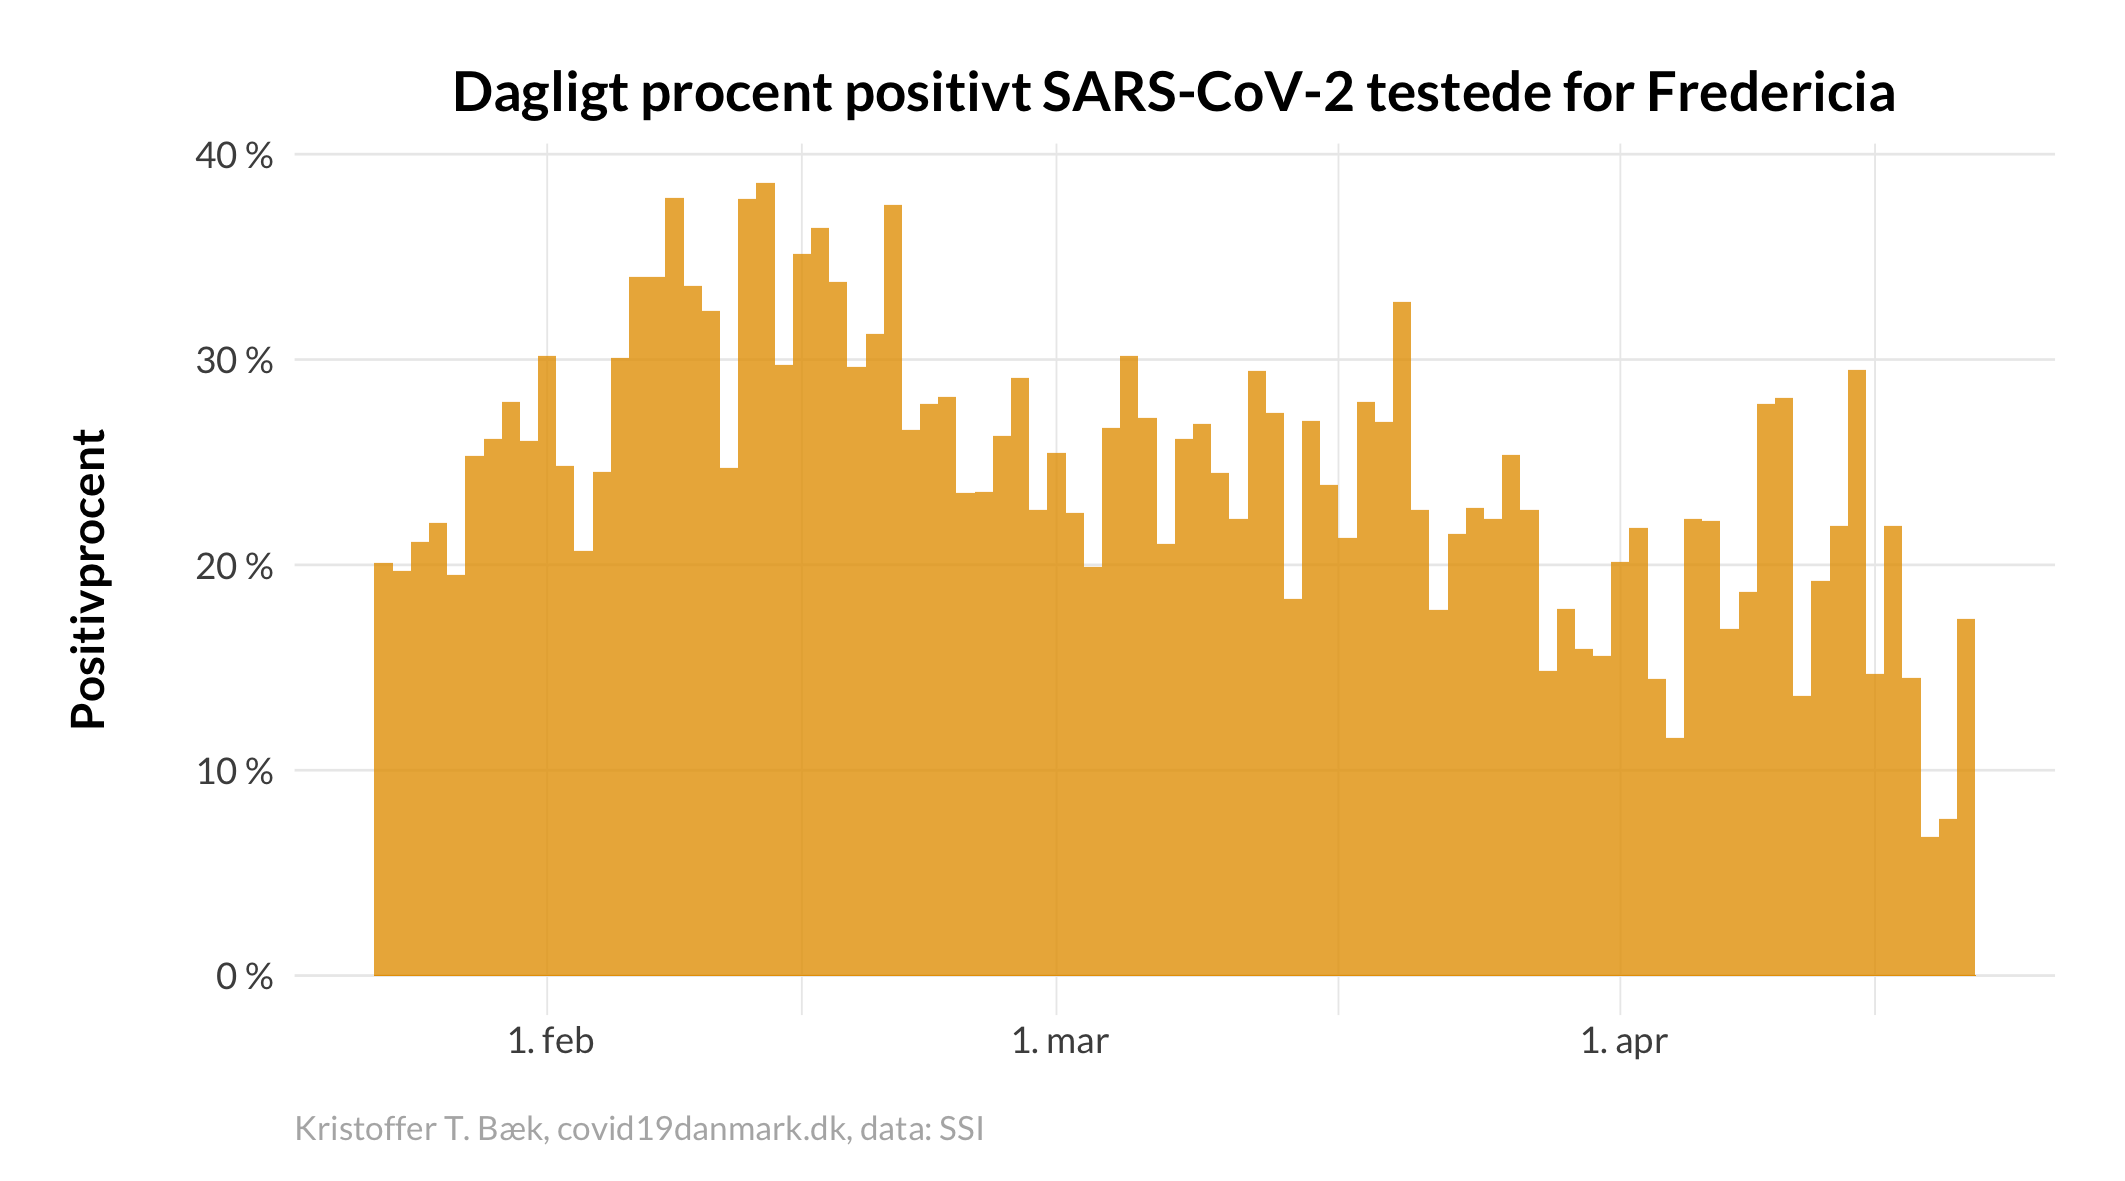 Dagligt procent positivt SARS-CoV-2 testede for Fredericia
Positivprocent
40 %
30 %
20 %
10 %
0 %
1. feb
1. mar
1. apr
Kristoffer T. Bæk, covid19danmark.dk, data: SSI